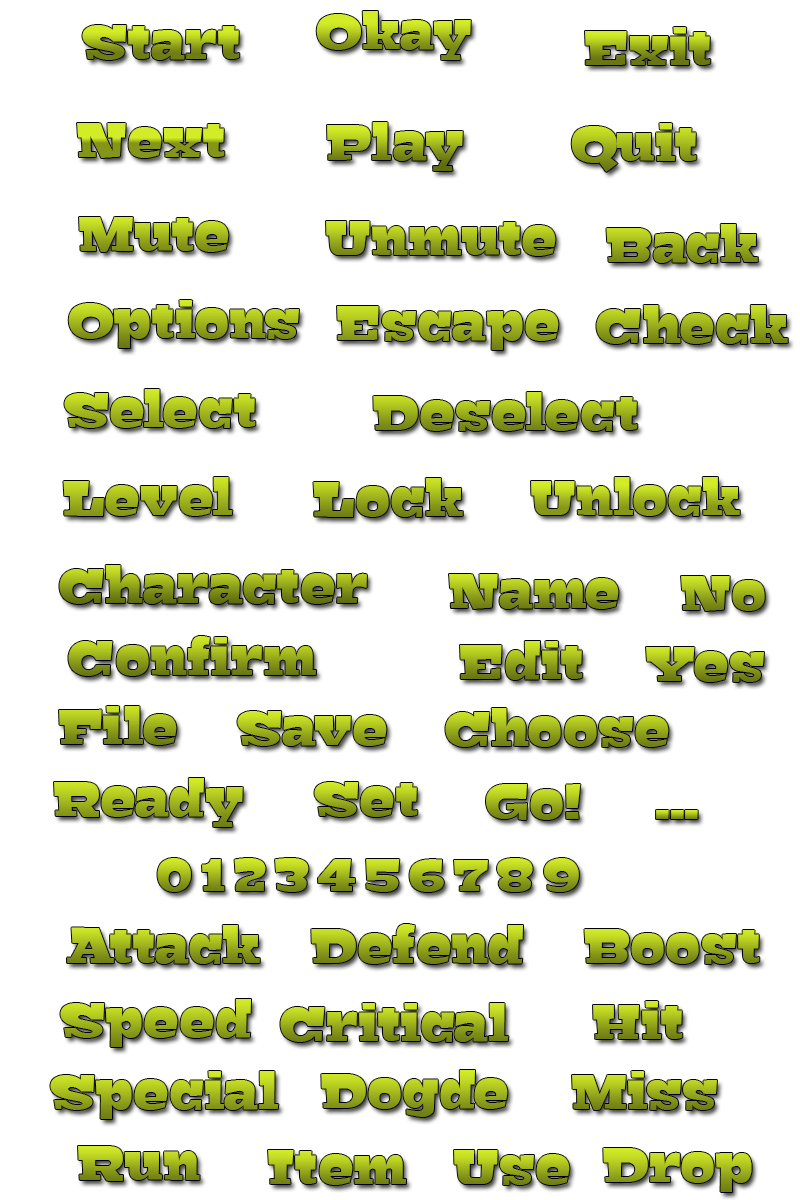 Start Okay Exit
Next Play Quit
Mute Unmute Back
Options Escape Check
Select Deselect
Level Lock Unlock
Character Name No
Confirm Edit Yes
File Save Choose
Ready Set Go! ...
0 1 2 3 4 5 6 7 8 9
Attack Defend Boost
Speed Critical Hit
Special Dogde Miss
Run Item Use Drop